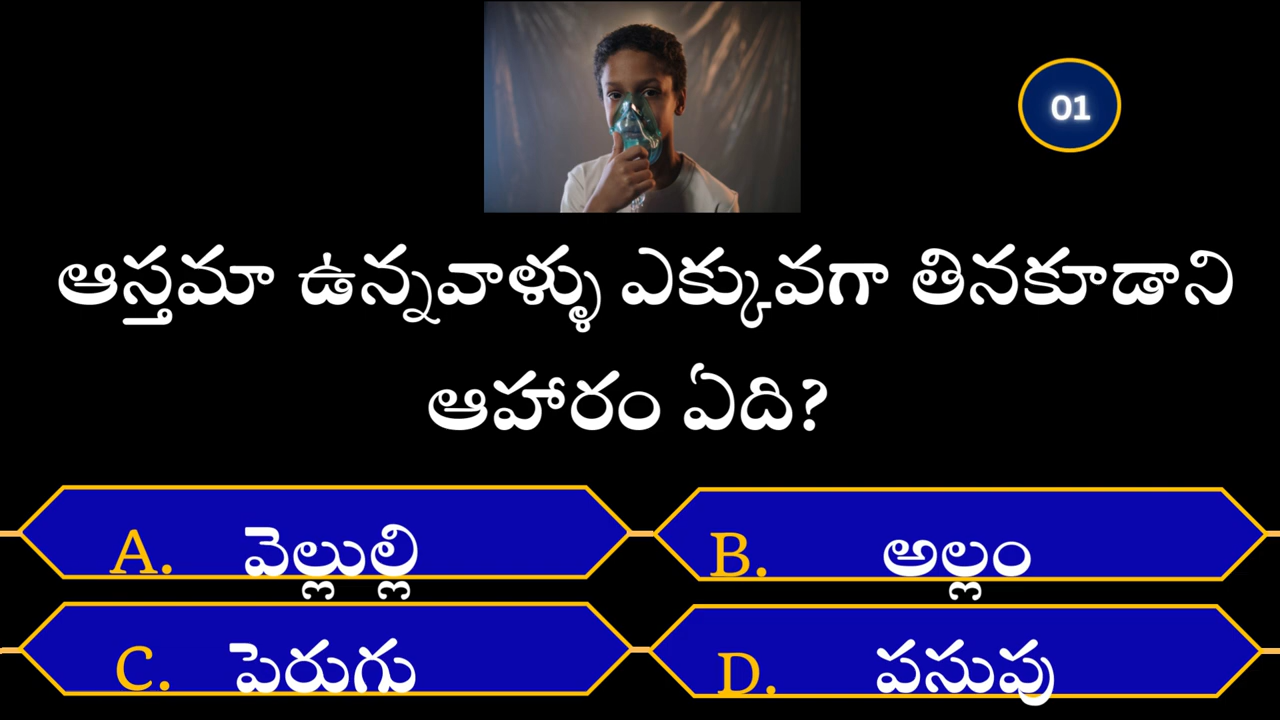 01
ఆస్తమా ఉన్నవాళ్ళు ఎక్కువగా తినకూడాని
ఆహారం ఏది?
A. వెల్లుల్లి
B. అల్లం
C. పెరుగు
D. పసుపు